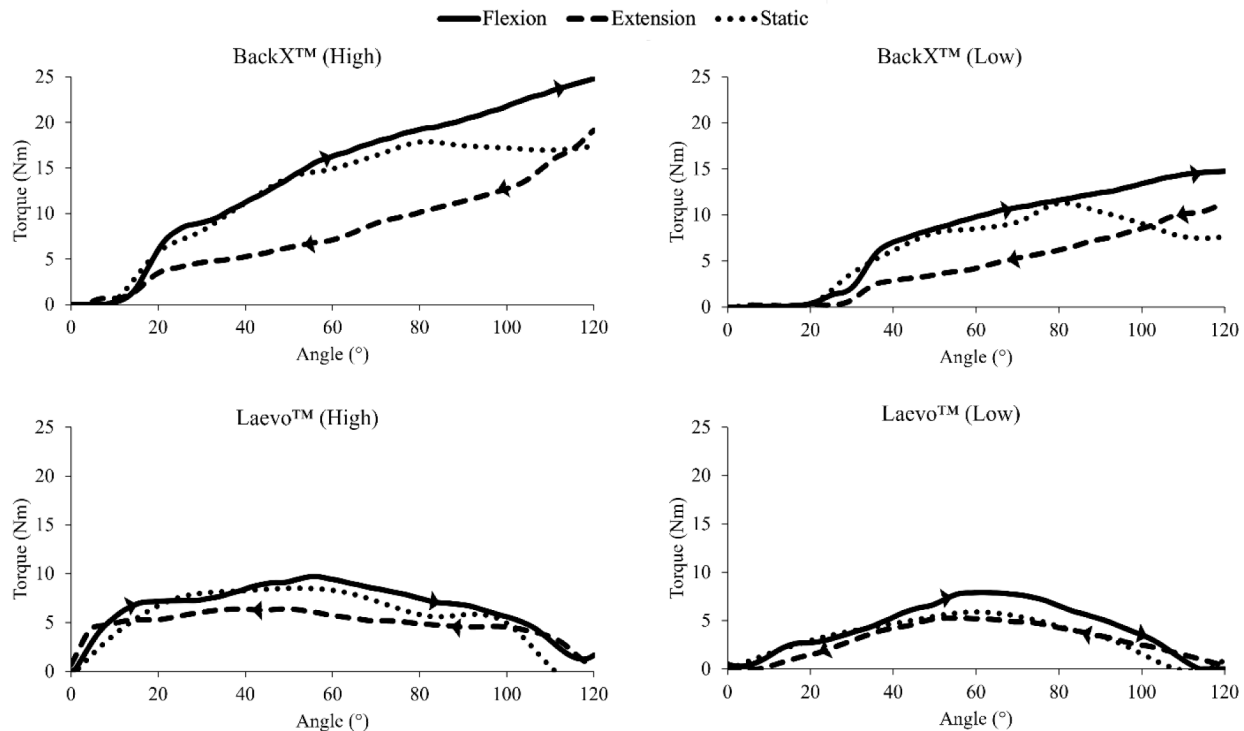 Flexion Extension Static
BackX™ (High)
25
20
15
10
5
0
Torque (Nm)
0 20 40 60 80 100 120
Angle (°)
BackX™ (Low)
25
20
15
10
5
0
Torque (Nm)
0 20 40 60 80 100 120
Angle (°)
Laevo™ (High)
25
20
15
10
5
0
Torque (Nm)
0 20 40 60 80 100 120
Angle (°)
Laevo™ (Low)
25
20
15
10
5
0
Torque (Nm)
0 20 40 60 80 100 120
Angle (°)